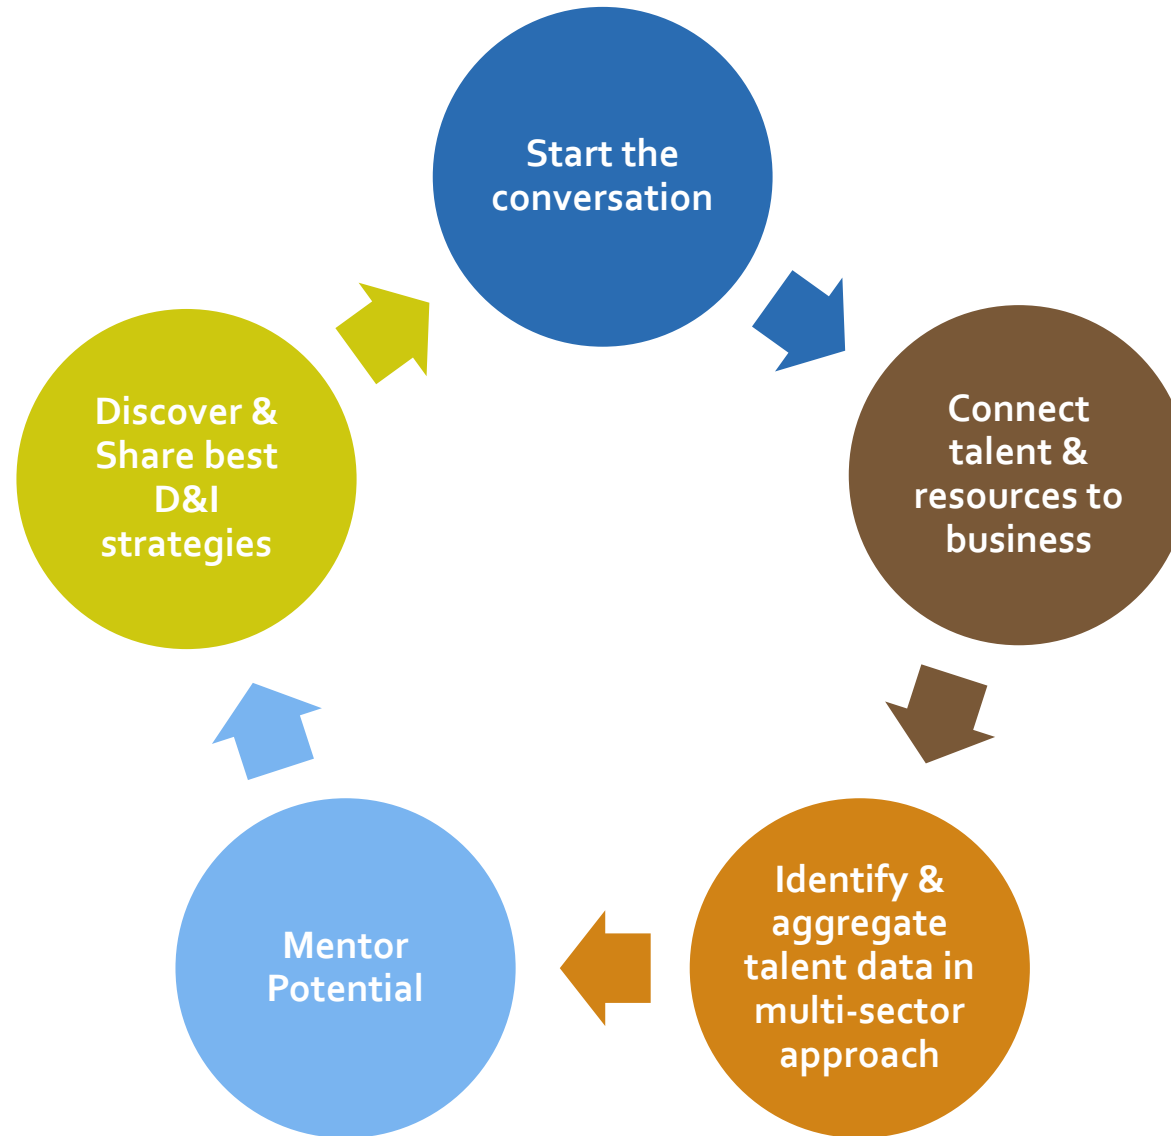 Start the
conversation
Connect
talent &
resources to
business
Identify &
aggregate
talent data in
multi-sector
approach
Mentor
Potential
Discover &
Share best
D&I
strategies